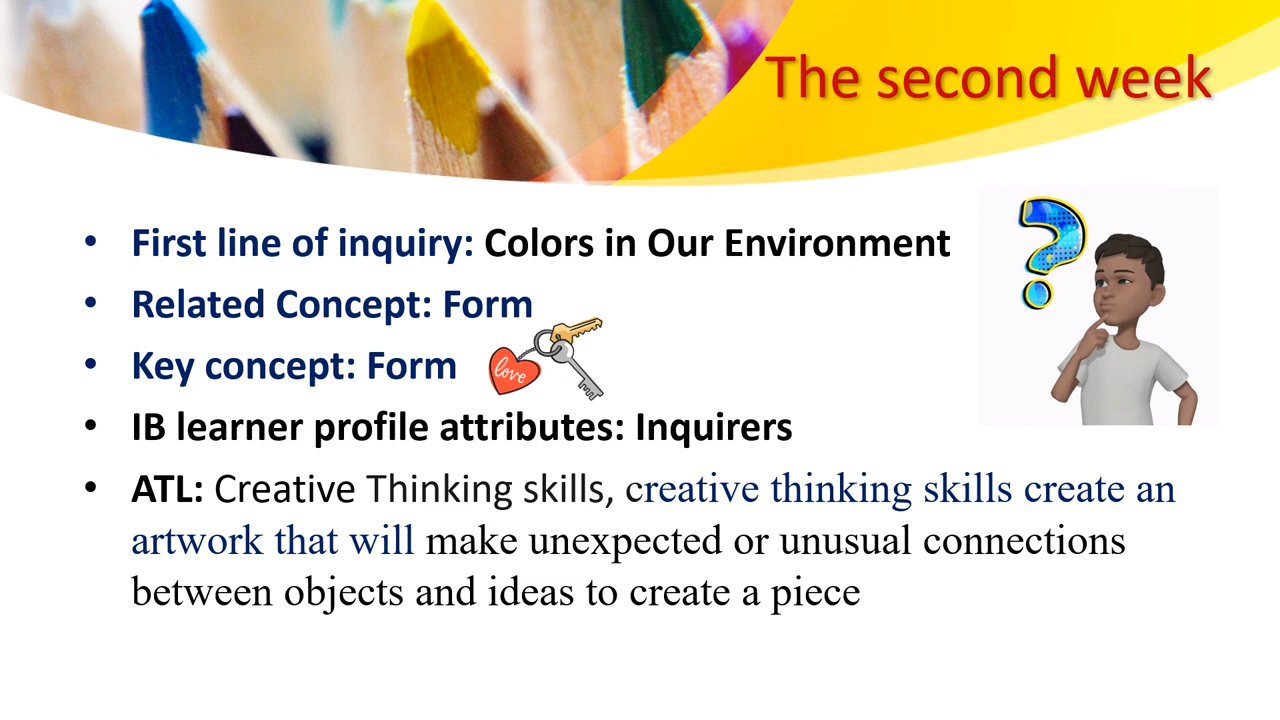 The second week
• First line of inquiry: Colors in Our Environment
• Related Concept: Form
• Key concept: Form
love
• IB learner profile attributes: Inquirers
• ATL: Creative Thinking skills, creative thinking skills create an
artwork that will make unexpected or unusual connections
between objects and ideas to create a piece
?